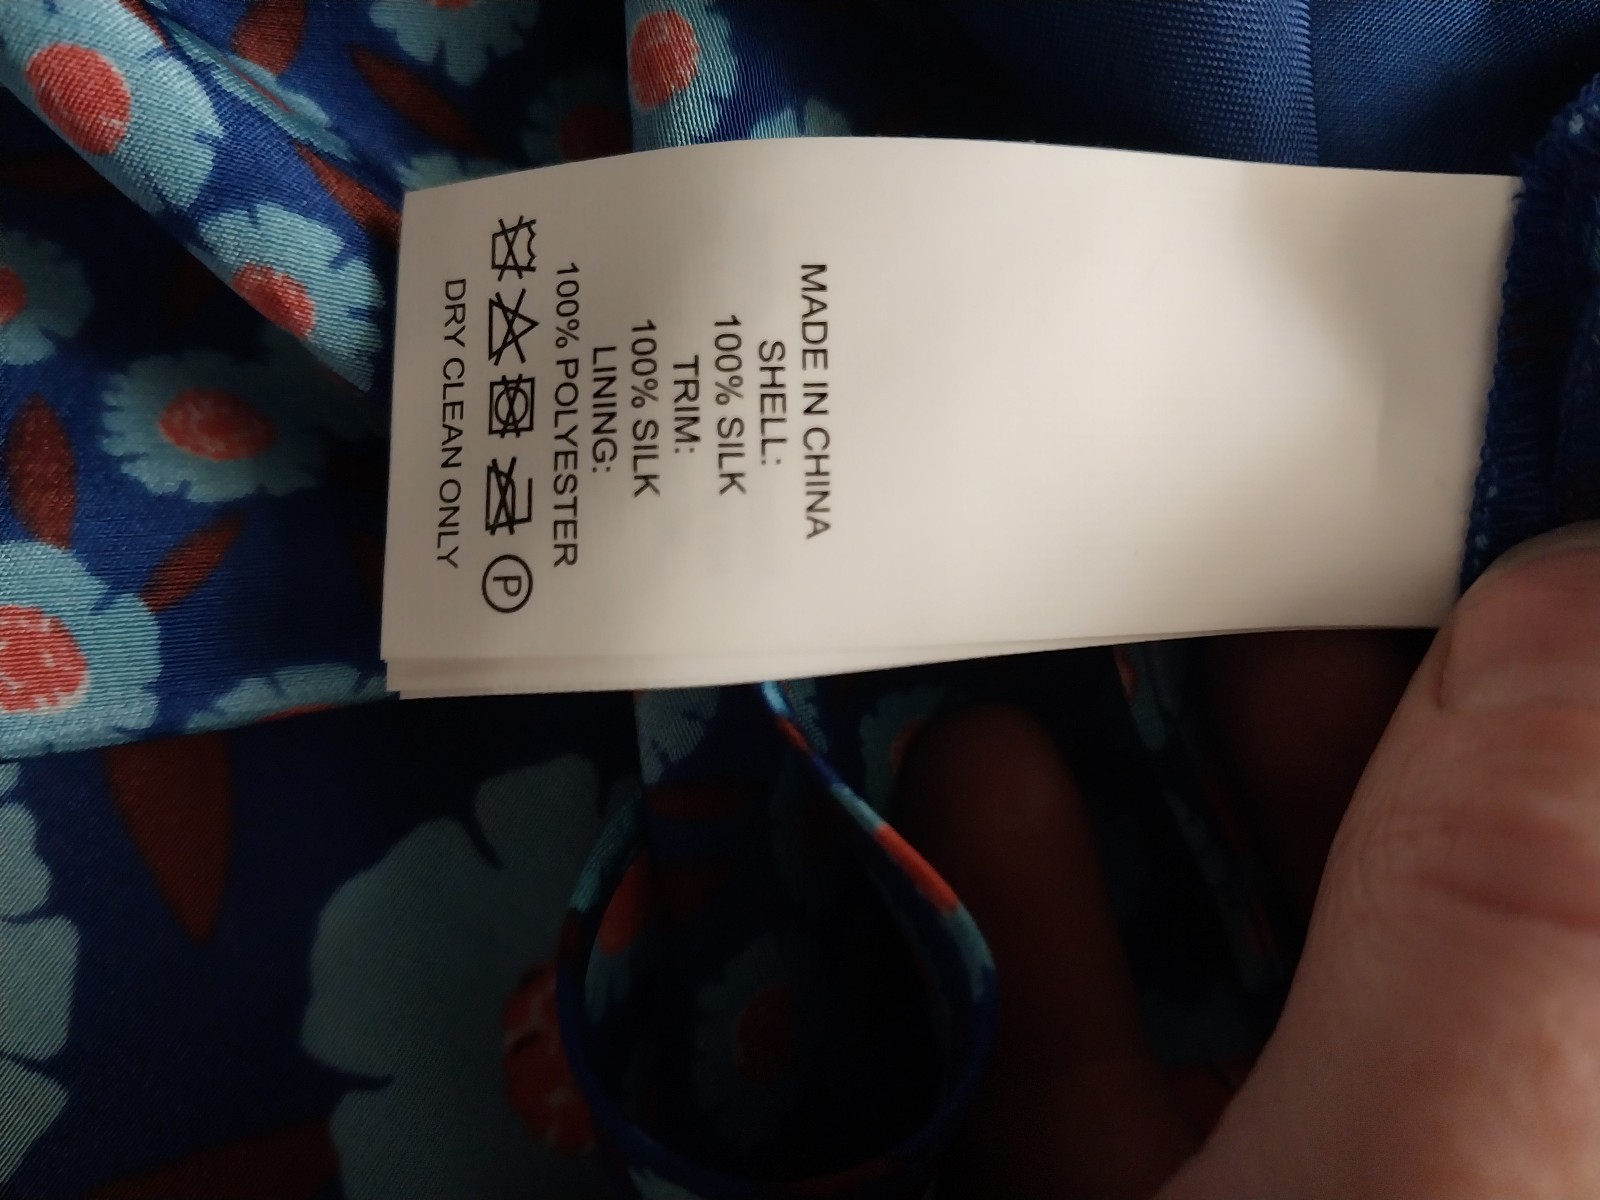 MADE IN CHINA
SHELL:
100% SILK
TRIM:
100% SILK
LINING:
100% POLYESTER
P
DRY CLEAN ONLY